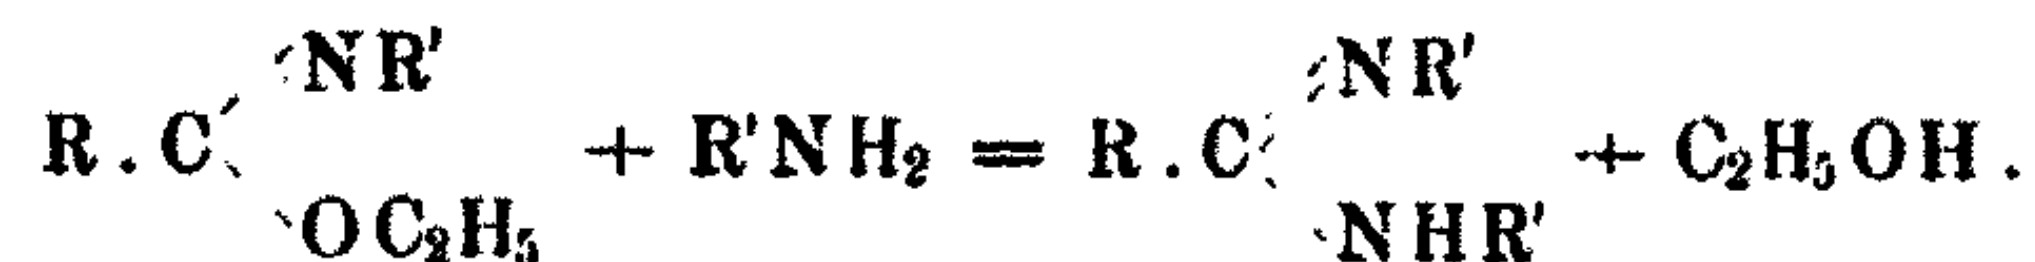 NR' NR'
R.C + R'NH₂ = R.C + C₂H₅OH.
OC₂H₅ NHR'